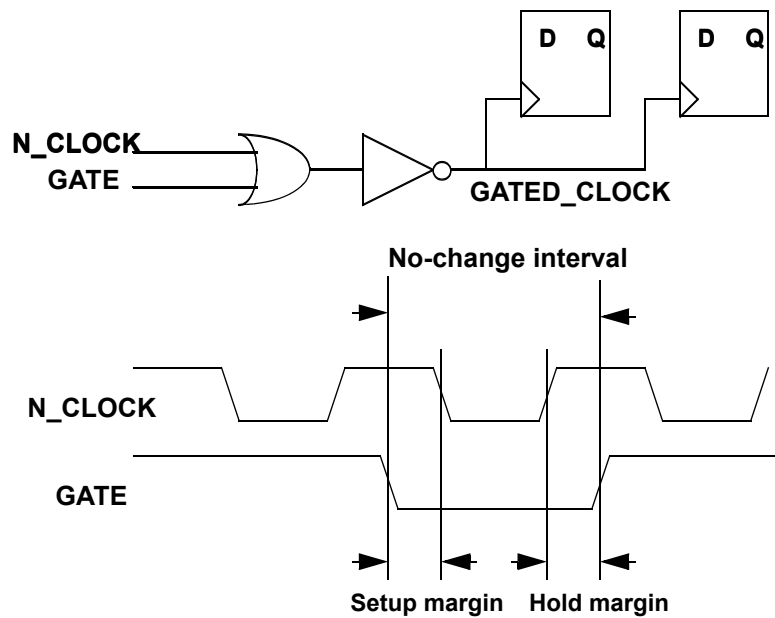 D Q
D Q
N_CLOCK
GATE
GATED_CLOCK
No-change interval
N_CLOCK
GATE
Setup margin
Hold margin